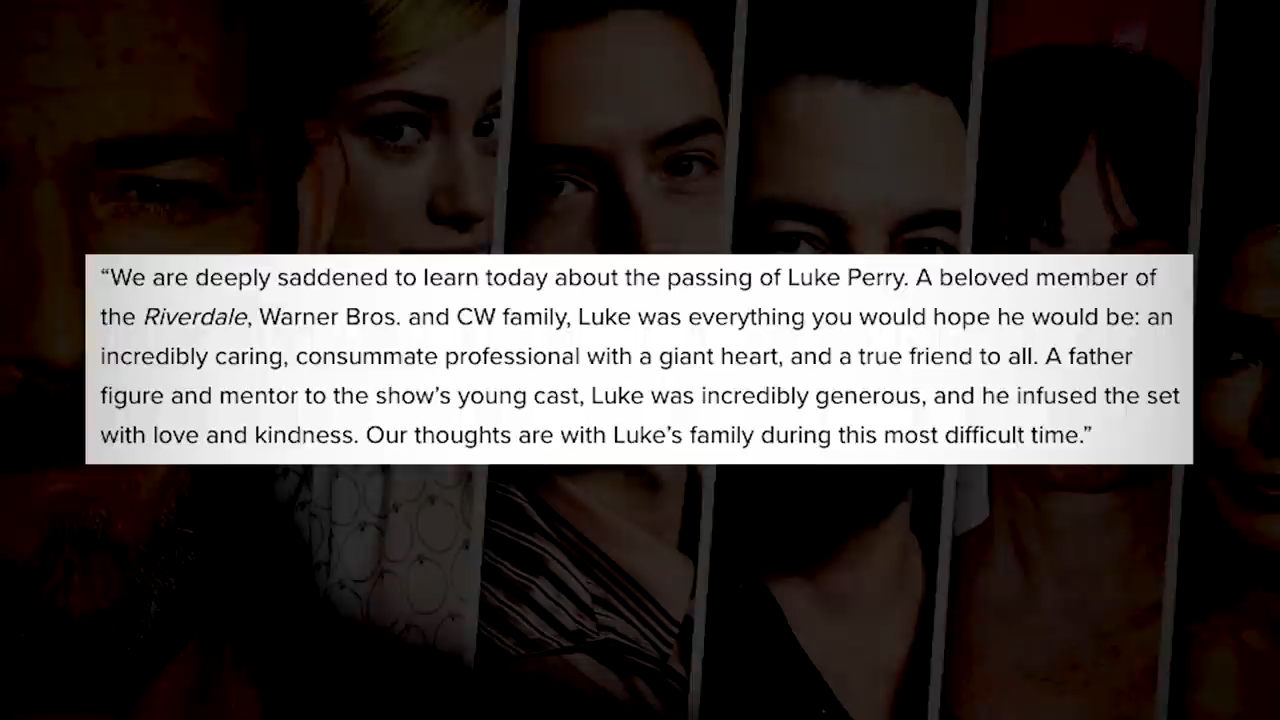 “We are deeply saddened to learn today about the passing of Luke Perry. A beloved member of
the Riverdale, Warner Bros. and CW family, Luke was everything you would hope he would be: an
incredibly caring, consummate professional with a giant heart, and a true friend to all. A father
figure and mentor to the show’s young cast, Luke was incredibly generous, and he infused the set
with love and kindness. Our thoughts are with Luke’s family during this most difficult time.”